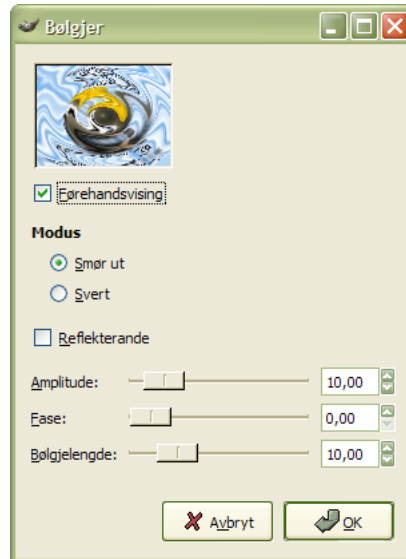 Bølgjer
Førehandsvising
Modus
Smør ut
Svert
Reflekterande
Amplitude: 10,00
Fase: 0,00
Bølgjelengde: 10,00
Avbryt OK